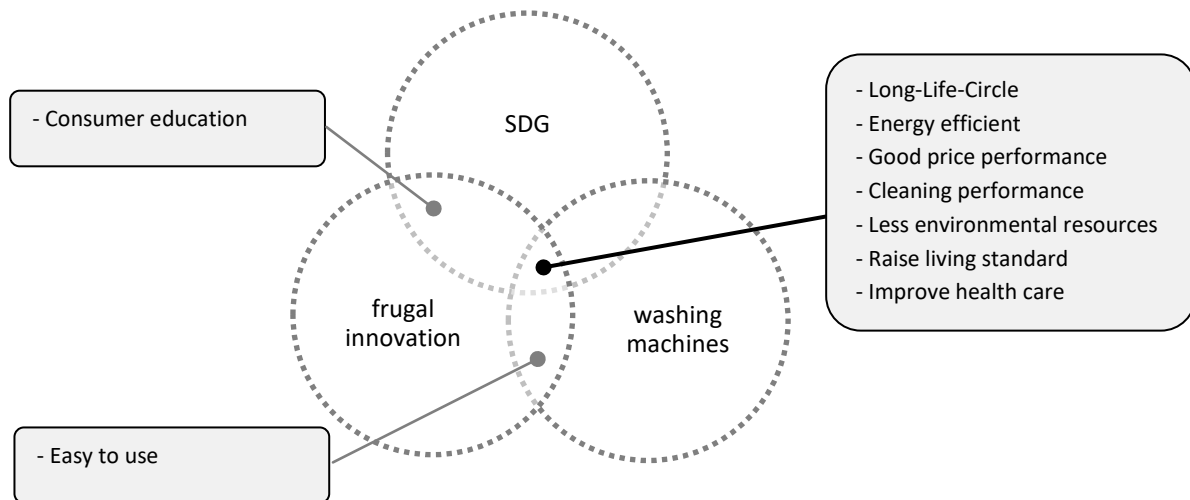 SDG
- Consumer education
- Long-Life-Circle
- Energy efficient
- Good price performance
- Cleaning performance
- Less environmental resources
- Raise living standard
- Improve health care
frugal
innovation
washing
machines
- Easy to use